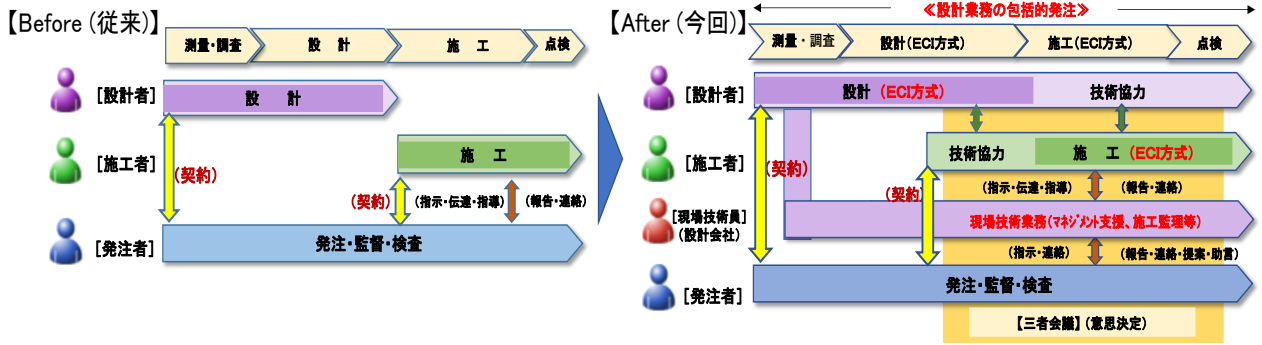 【Before (従来)】
測量・調査
設 計
施 工
点検
[設計者]
設 計
[施工者]
施 工
(契約)
(契約)
(指示・伝達・指導)
(報告・連絡)
[発注者]
発注・監督・検査
【After (今回)】
≪設計業務の包括的発注≫
測量・調査
設計(ECI方式)
施工(ECI方式)
点検
[設計者]
設計 (ECI方式)
技術協力
[施工者]
技術協力
施 工 (ECI方式)
(契約)
(契約)
(指示・伝達・指導)
(報告・連絡)
[現場技術員]
(設計会社)
現場技術業務(マネジメント支援、施工監理等)
(指示・連絡)
(報告・連絡・提案・助言)
[発注者]
発注・監督・検査
【三者会議】(意思決定)